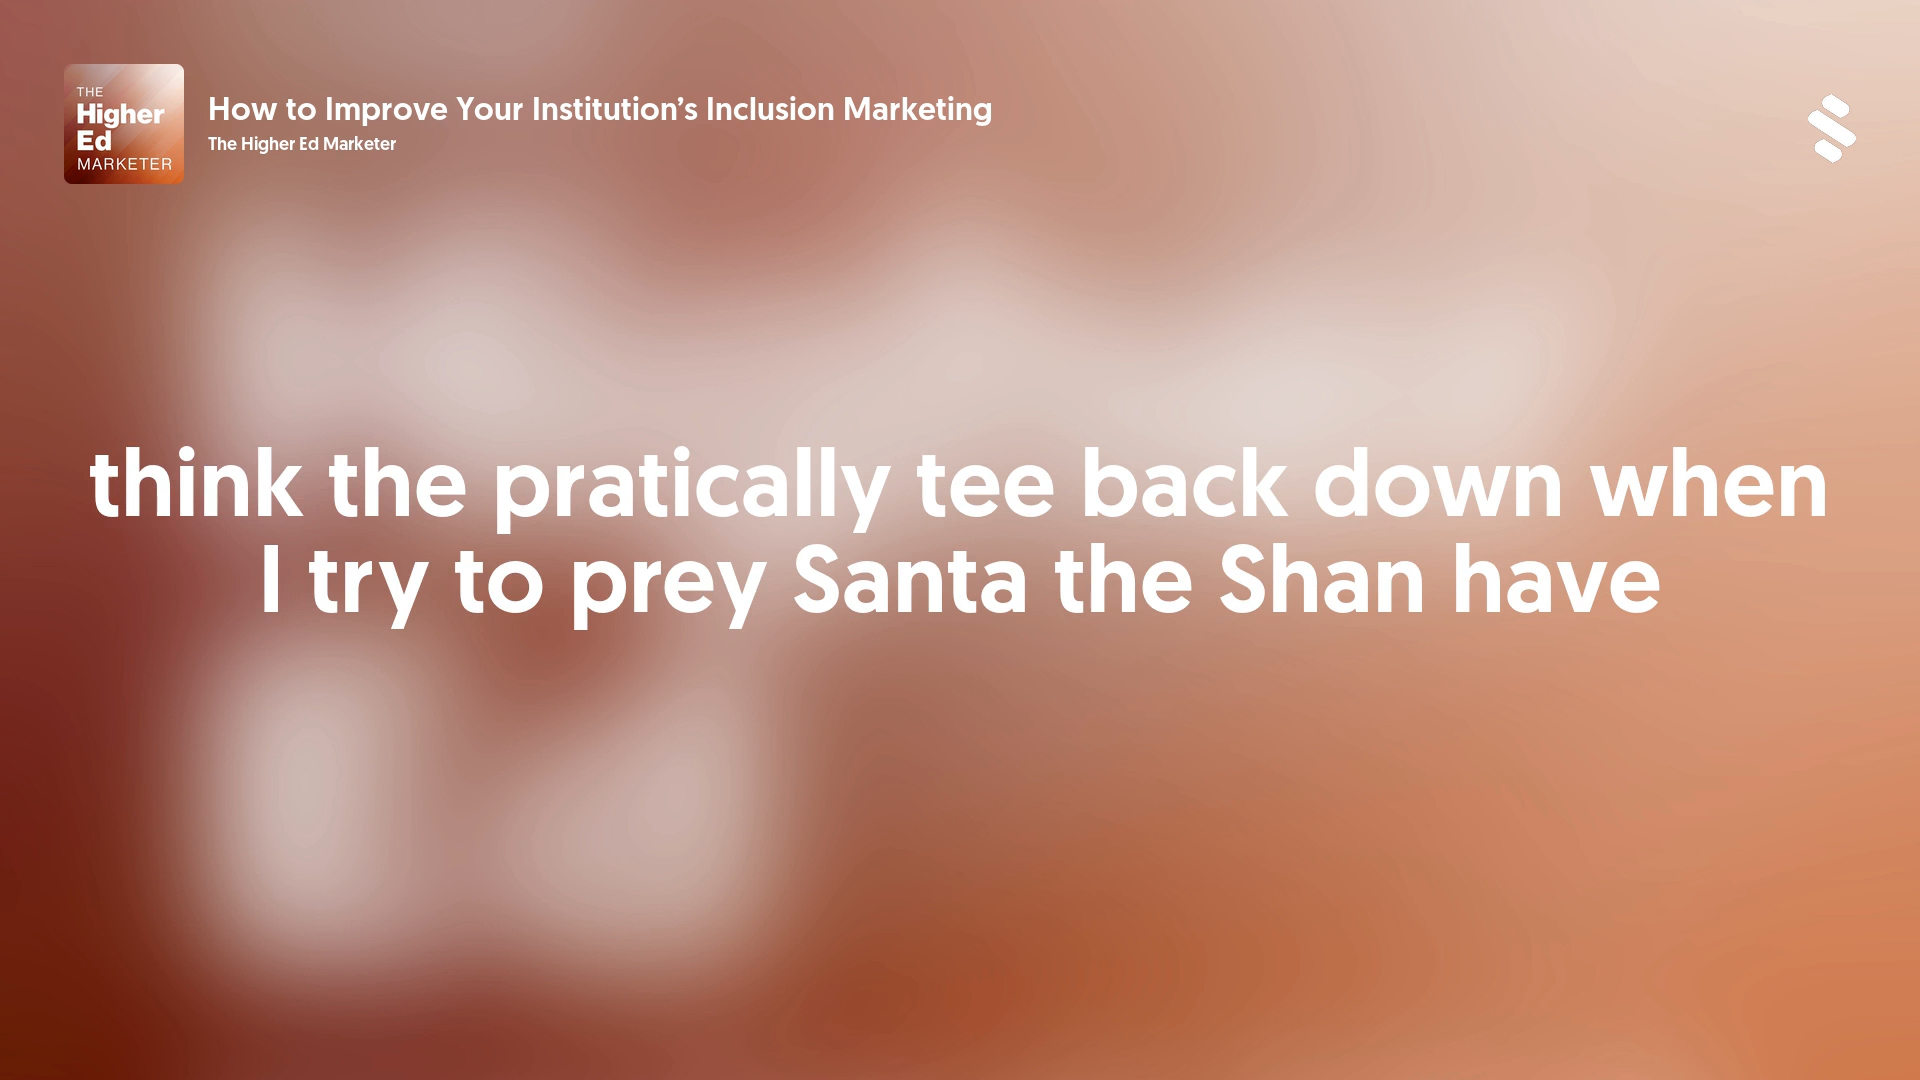 THE
Higher
Ed
MARKETER
How to Improve Your Institution’s Inclusion Marketing
The Higher Ed Marketer
think the pratically tee back down when
I try to prey Santa the Shan have